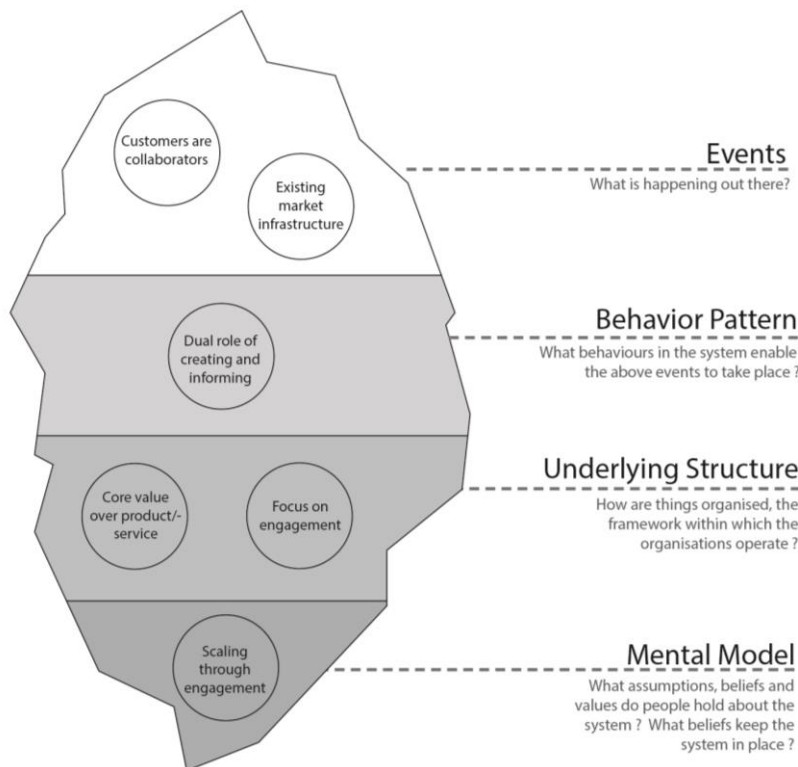 Customers are
collaborators
Existing
market
infrastructure
Events
What is happening out there?
Dual role of
creating and
informing
Behavior Pattern
What behaviours in the system enable
the above events to take place ?
Core value
over product/-
service
Focus on
engagement
Underlying Structure
How are things organised, the
framework within which the
organisations operate ?
Scaling
through
engagement
Mental Model
What assumptions, beliefs and
values do people hold about the
system ?  What beliefs keep the
system in place ?